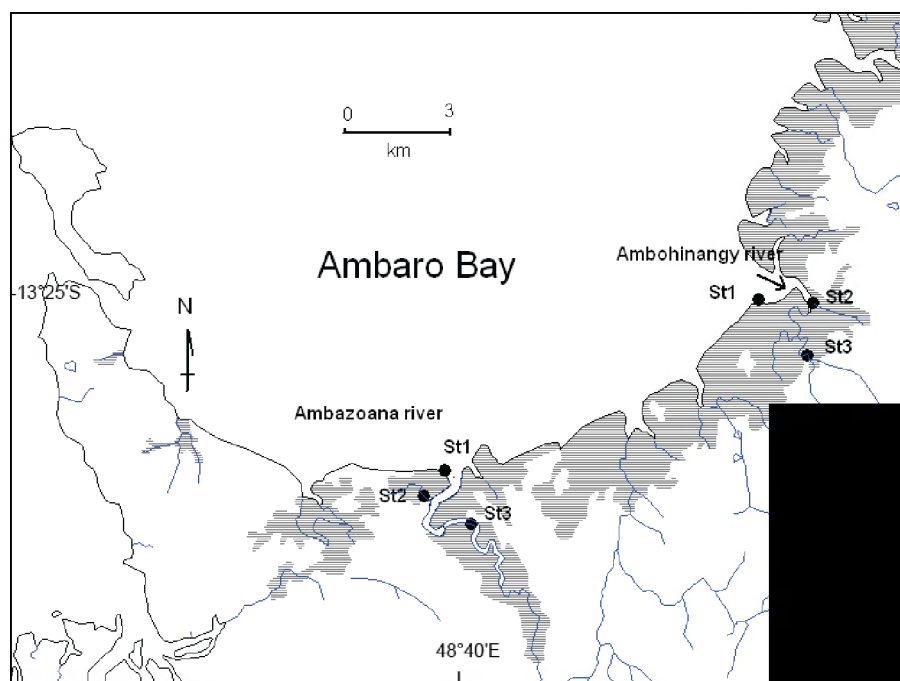 0 3
km
Ambohinangy river
Ambaro Bay
St1
St2
-13°25'S
N
St3
Ambazoana river
St1
St2
St3
48°40'E